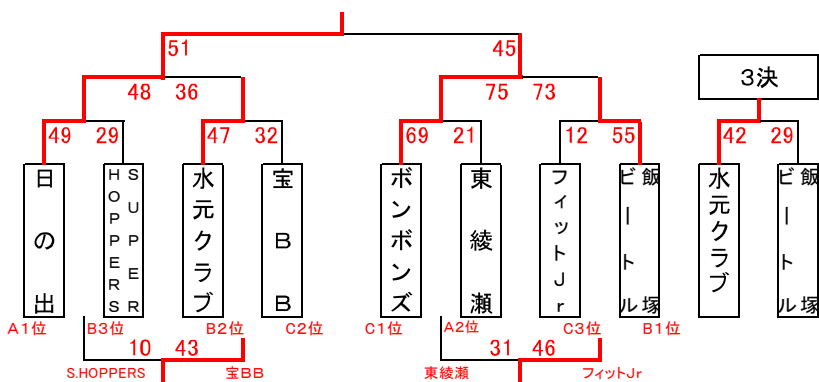 51 45
48 36 75 73
3決
49 29 47 32 69 21 12 55 42 29
日の出
SUPER
HOPPERS
水元クラブ
宝BB
ボンボンズ
東綾瀬
フィットJr
飯塚
ビートル
水元クラブ
飯塚
ビートル
A1位 B3位 B2位 C2位 C1位 A2位 C3位 B1位
10 43 31 46
S.HOPPERS 宝BB 東綾瀬 フィットJr